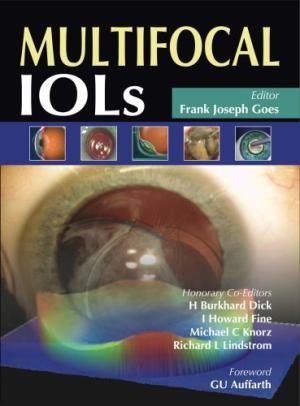 MULTIFOCAL
IOLs
Editor
Frank Joseph Goes
Honorary Co-Editors
H Burkhard Dick
I Howard Fine
Michael C Knorz
Richard L Lindstrom
Foreword
GU Auffarth